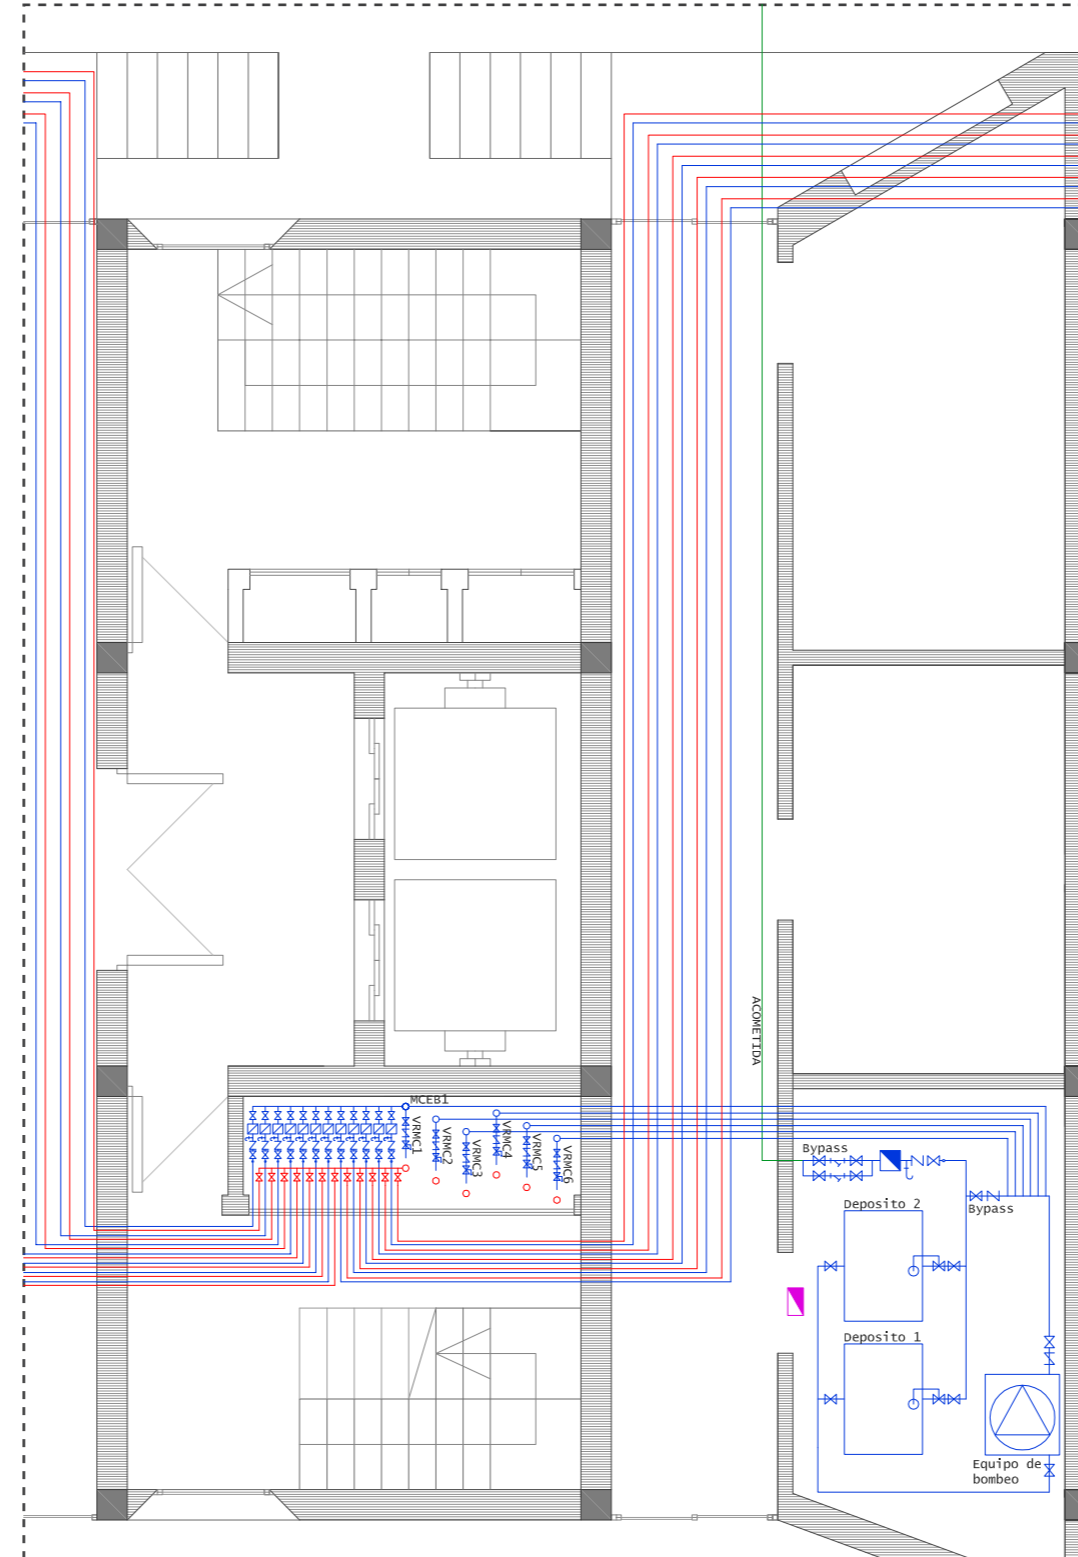 ACOMETIDA
MCEB1
VRMC1
VRMC2
VRMC3
VRMC4
VRMC5
VRMC6
Bypass
Bypass
Deposito 2
Deposito 1
Equipo de
bombeo